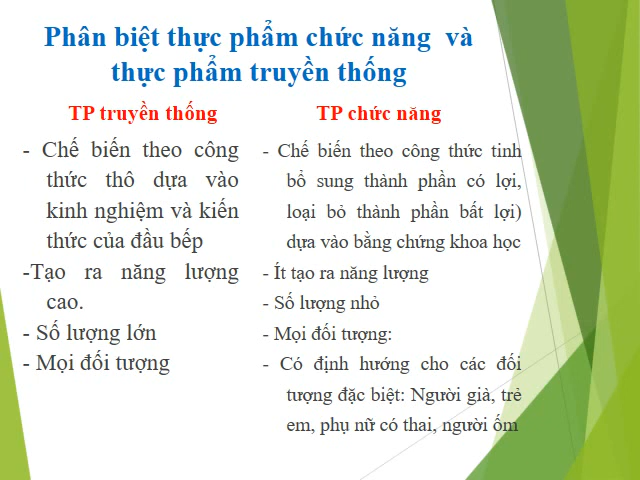 Phân biệt thực phẩm chức năng và
thực phẩm truyền thống
TP truyền thống
- Chế biến theo công
thức thô dựa vào
kinh nghiệm và kiến
thức của đầu bếp
-Tạo ra năng lượng
cao.
- Số lượng lớn
- Mọi đối tượng
TP chức năng
- Chế biến theo công thức tinh
bổ sung thành phần có lợi,
loại bỏ thành phần bất lợi)
dựa vào bằng chứng khoa học
- Ít tạo ra năng lượng
- Số lượng nhỏ
- Mọi đối tượng:
- Có định hướng cho các đối
tượng đặc biệt: Người già, trẻ
em, phụ nữ có thai, người ốm